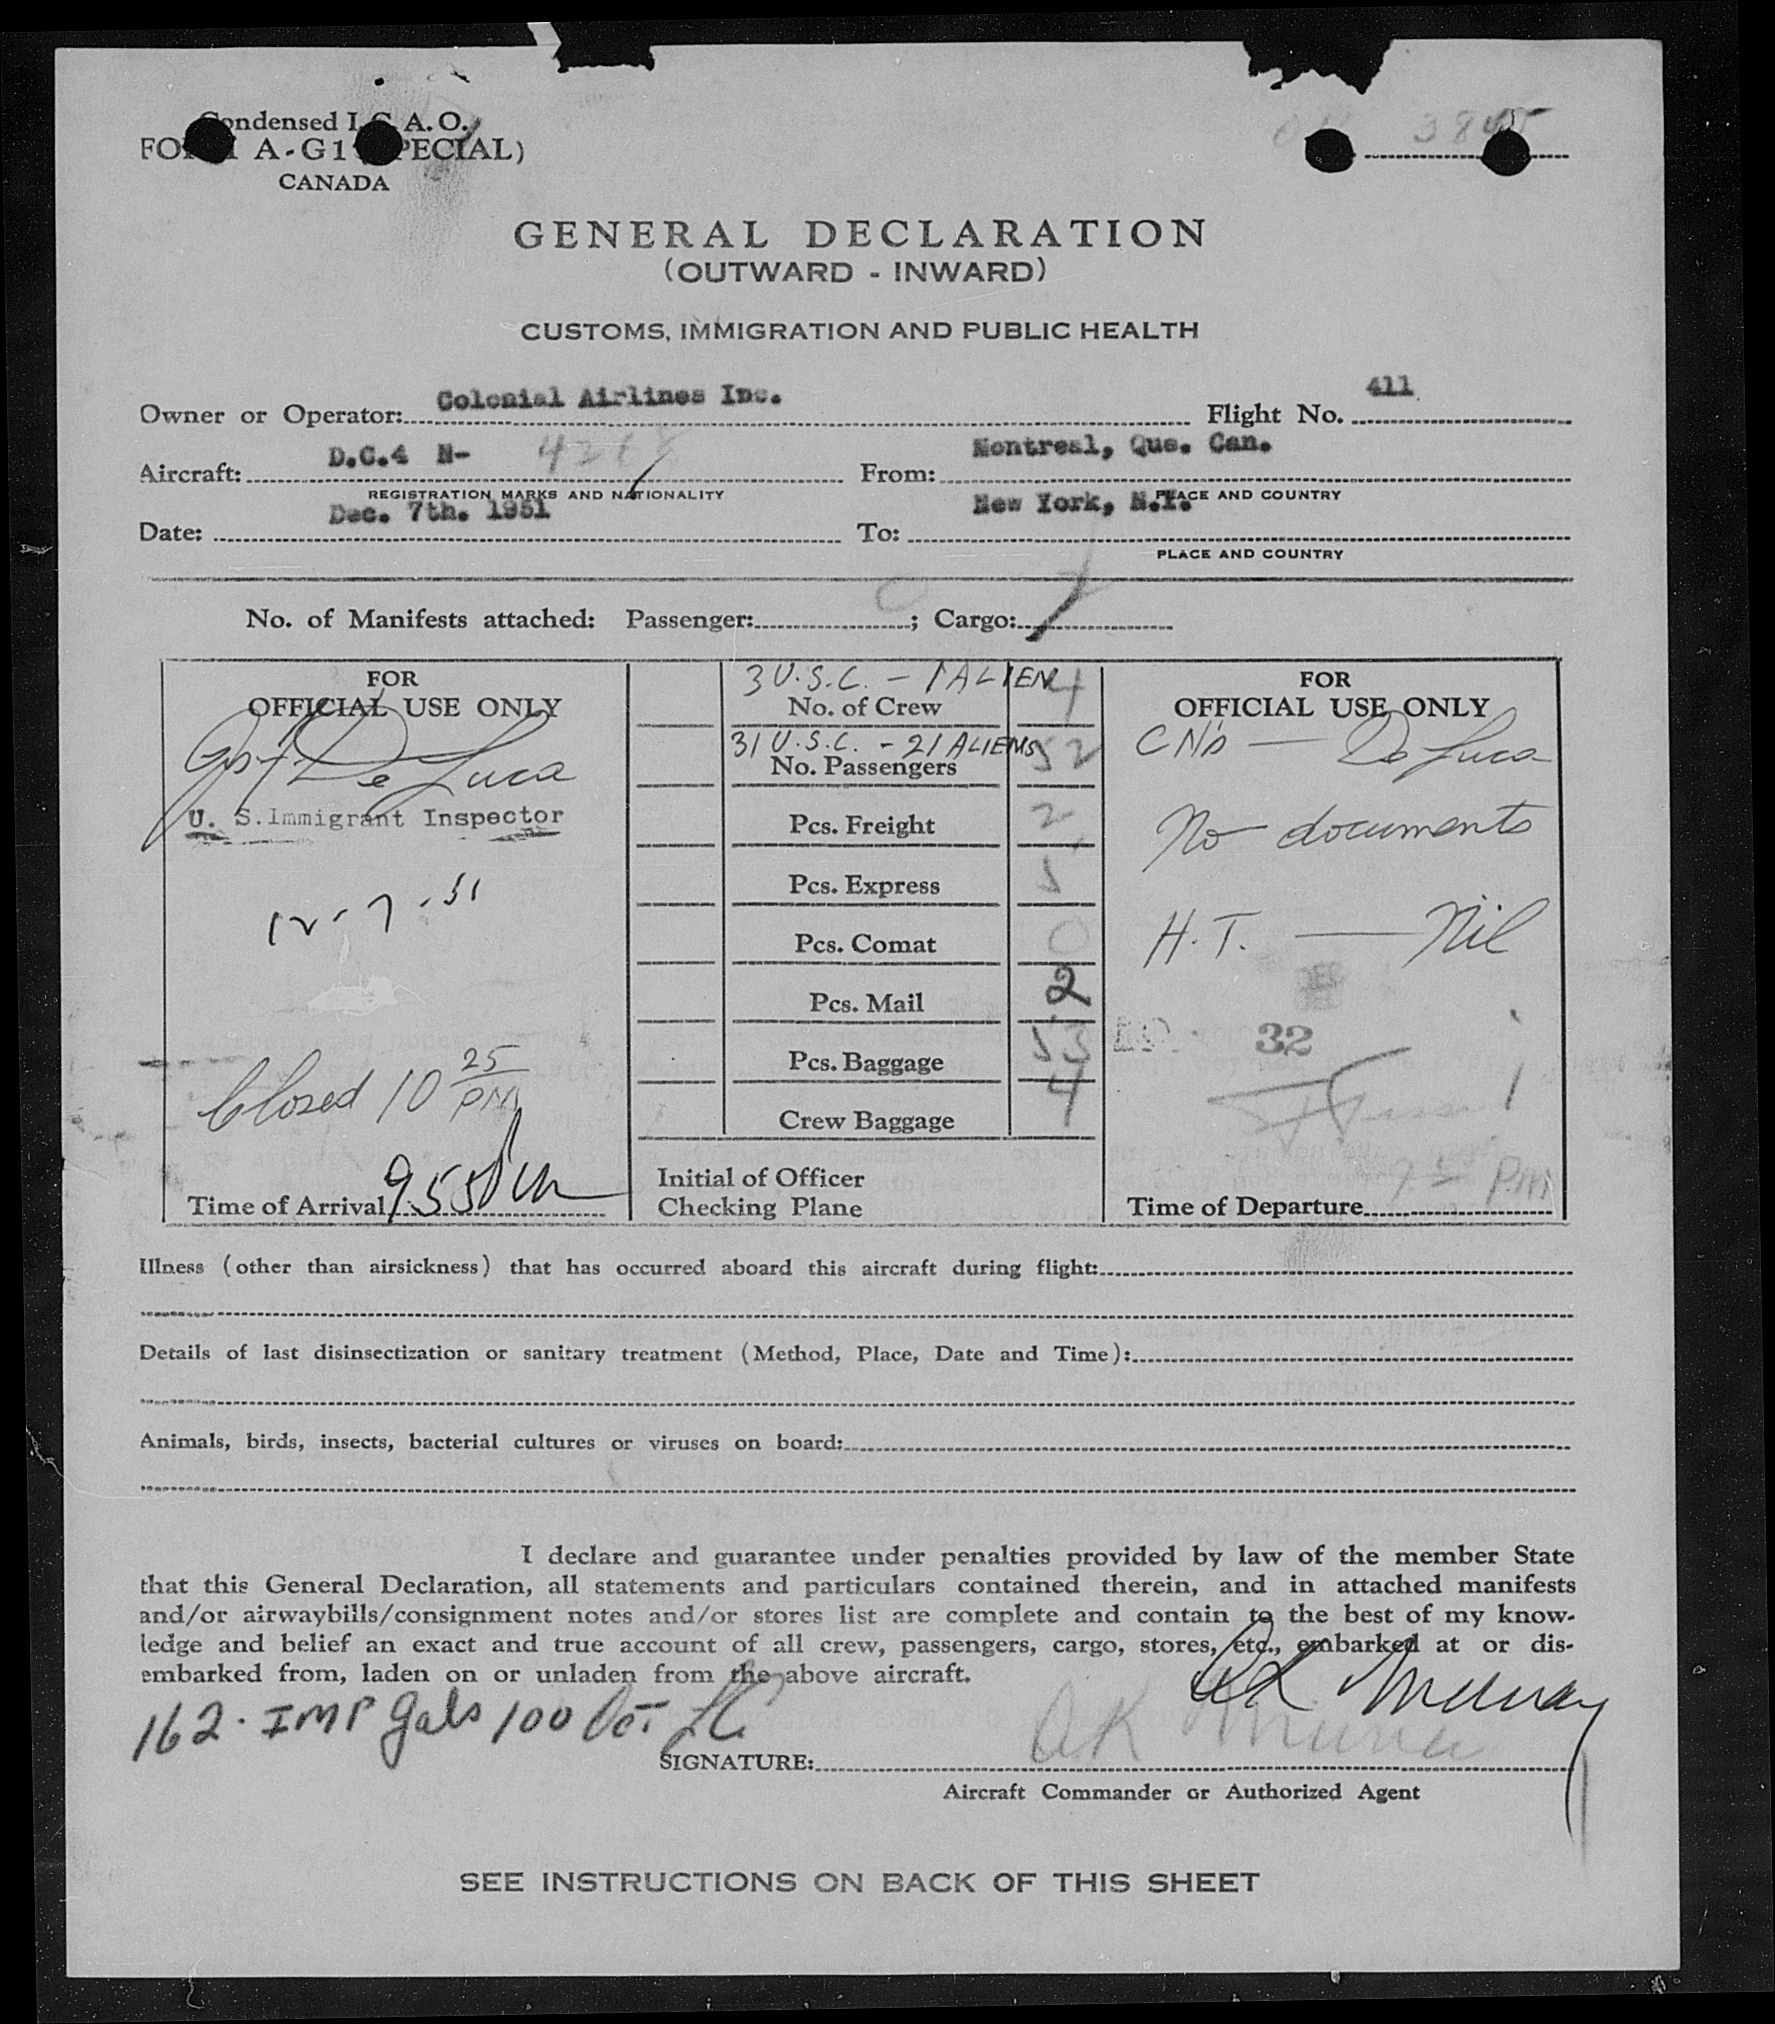 Condensed I.C.A.O.
FORM A-G1 (SPECIAL)
CANADA
GENERAL DECLARATION
(OUTWARD - INWARD)
CUSTOMS, IMMIGRATION AND PUBLIC HEALTH
Owner or Operator: Colonial Airlines Inc. Flight No. 411
Aircraft: D.C.4 N- From: Montreal, Que. Can.
REGISTRATION MARKS AND NATIONALITY PLACE AND COUNTRY
Date: Dec. 7th. 1951 To: New York, N.Y.
PLACE AND COUNTRY
No. of Manifests attached: Passenger: ; Cargo:
FOR
OFFICIAL USE ONLY
De Luca
U. S.Immigrant Inspector
12-7-51
Closed 10 25 PM
Time of Arrival 9 55 Pm
3 U.S.C. - 1 ALIEN 4
No. of Crew
31 U.S.C. - 21 ALIENS 52
No. Passengers
Pcs. Freight 2
Pcs. Express 5
Pcs. Comat 0
Pcs. Mail 2
Pcs. Baggage 53
Crew Baggage 4
Initial of Officer
Checking Plane
FOR
OFFICIAL USE ONLY
De Luca
No documents
H.T. — Nil
32
Time of Departure PM
Illness (other than airsickness) that has occurred aboard this aircraft during flight:
Details of last disinsectization or sanitary treatment (Method, Place, Date and Time):
Animals, birds, insects, bacterial cultures or viruses on board:
I declare and guarantee under penalties provided by law of the member State
that this General Declaration, all statements and particulars contained therein, and in attached manifests
and/or airwaybills/consignment notes and/or stores list are complete and contain to the best of my know-
ledge and belief an exact and true account of all crew, passengers, cargo, stores, etc., embarked at or dis-
embarked from, laden on or unladen from the above aircraft.
162. IMP Gals 100 Oct
SIGNATURE:
Aircraft Commander or Authorized Agent
SEE INSTRUCTIONS ON BACK OF THIS SHEET